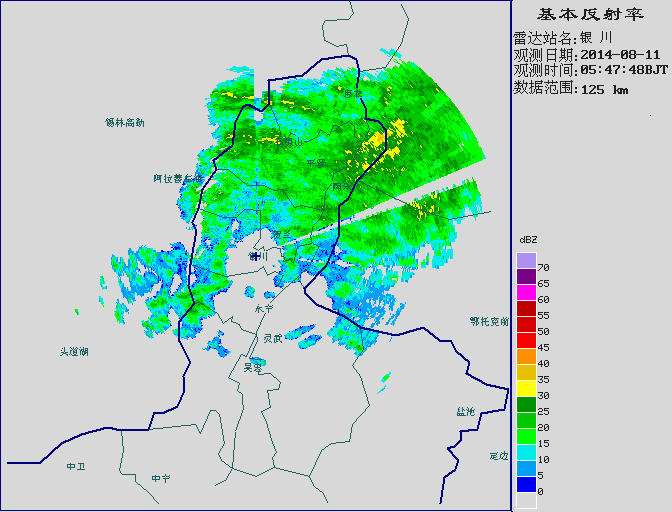 基本反射率
雷达站名:银 川
观测日期:2014-08-11
观测时间:05:47:48BJT
数据范围:125 km
锡林高勒
阿拉善左旗
银川
永宁
鄂托克前
灵武
头道湖
吴忠
盐池
定边
中卫
中宁
dBZ
70
65
60
55
50
45
40
35
30
25
20
15
10
5
0